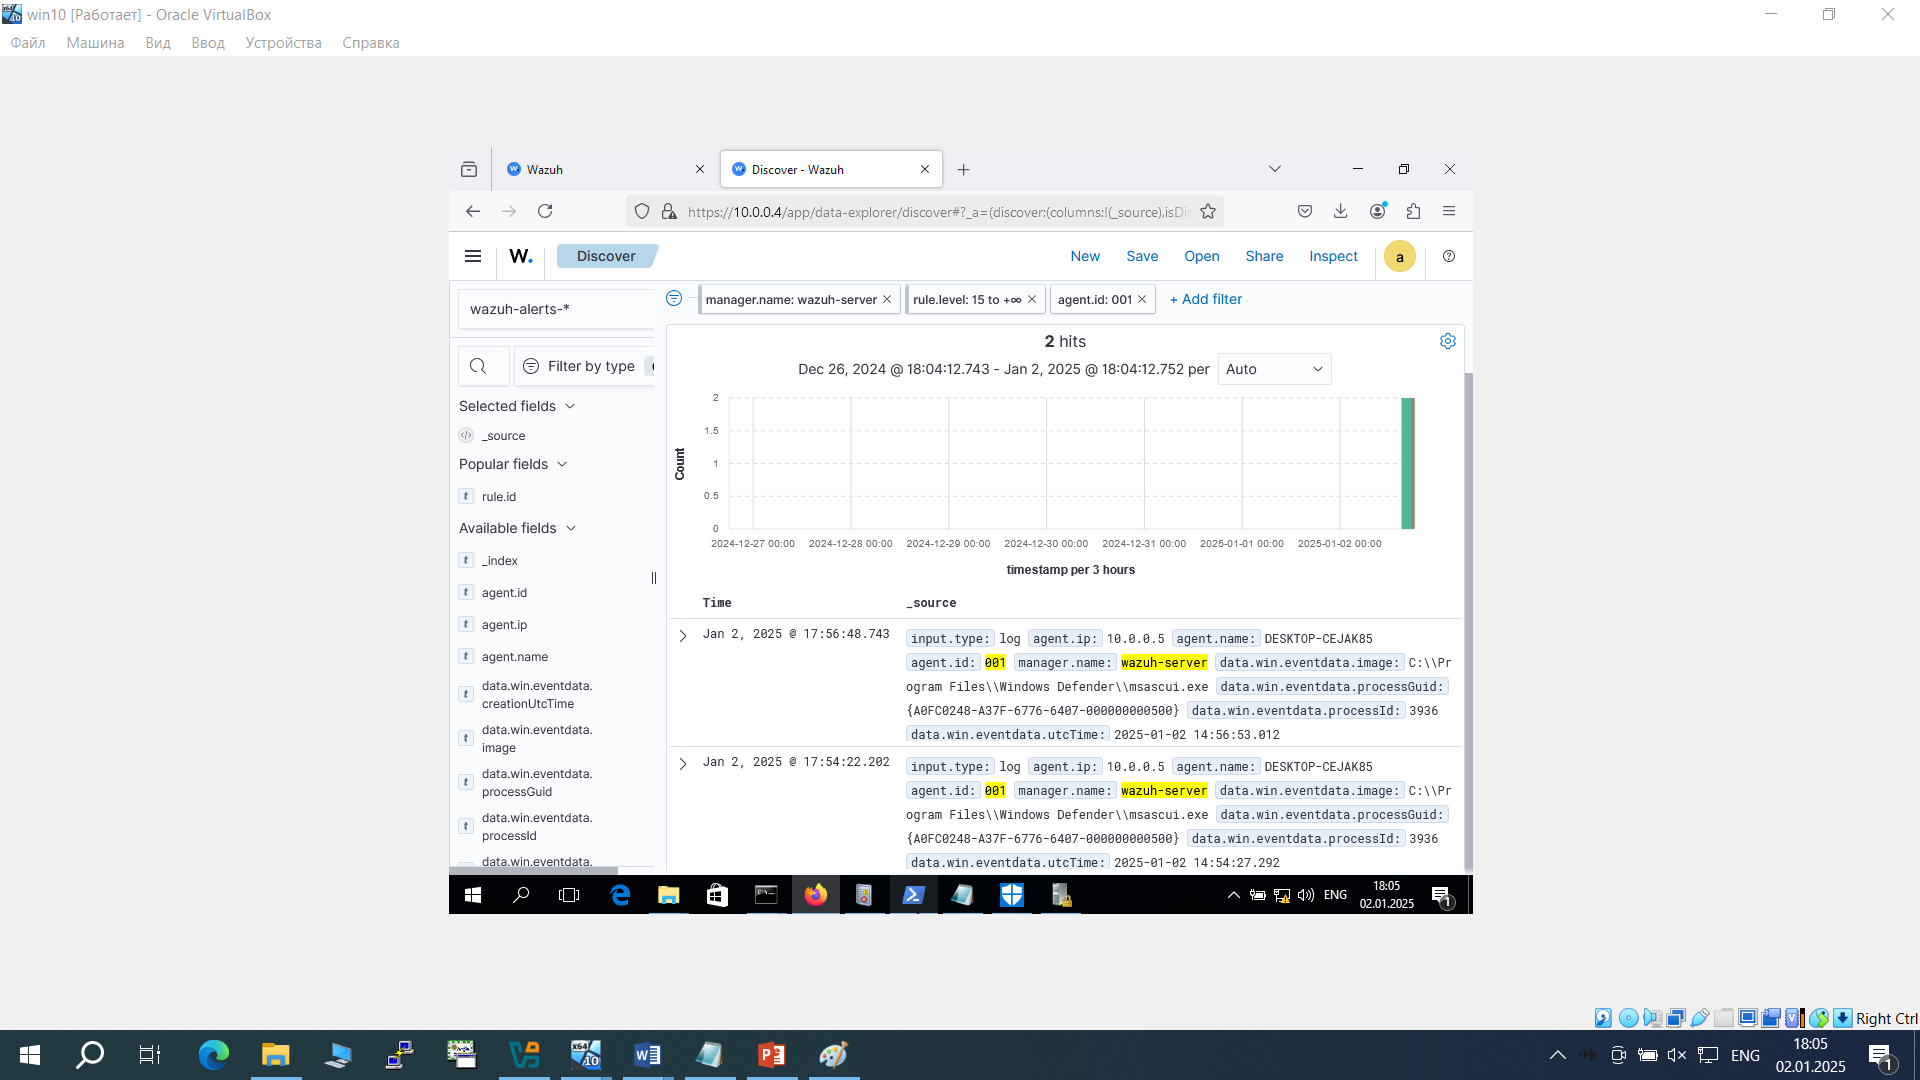 win10 [Работает] - Oracle VirtualBox
Файл Машина Вид Ввод Устройства Справка
Wazuh
Discover - Wazuh
https://10.0.0.4/app/data-explorer/discover#?_a=(discover:(columns:!(_source),isDi
W. Discover New Save Open Share Inspect a
wazuh-alerts-*
manager.name: wazuh-server rule.level: 15 to +∞ agent.id: 001 + Add filter
Filter by type
Selected fields
_source
Popular fields
rule.id
Available fields
_index
agent.id
agent.ip
agent.name
data.win.eventdata.
creationUtcTime
data.win.eventdata.
image
data.win.eventdata.
processGuid
data.win.eventdata.
processId
data.win.eventdata.
2 hits
Dec 26, 2024 @ 18:04:12.743 - Jan 2, 2025 @ 18:04:12.752 per Auto
2
1.5
1
0.5
0
Count
2024-12-27 00:00 2024-12-28 00:00 2024-12-29 00:00 2024-12-30 00:00 2024-12-31 00:00 2025-01-01 00:00 2025-01-02 00:00
timestamp per 3 hours
Time _source
Jan 2, 2025 @ 17:56:48.743 input.type: log agent.ip: 10.0.0.5 agent.name: DESKTOP-CEJAK85
agent.id: 001 manager.name: wazuh-server data.win.eventdata.image: C:\\Pr
ogram Files\\Windows Defender\\msascui.exe data.win.eventdata.processGuid:
{A0FC0248-A37F-6776-6407-000000000500} data.win.eventdata.processId: 3936
data.win.eventdata.utcTime: 2025-01-02 14:56:53.012
Jan 2, 2025 @ 17:54:22.202 input.type: log agent.ip: 10.0.0.5 agent.name: DESKTOP-CEJAK85
agent.id: 001 manager.name: wazuh-server data.win.eventdata.image: C:\\Pr
ogram Files\\Windows Defender\\msascui.exe data.win.eventdata.processGuid:
{A0FC0248-A37F-6776-6407-000000000500} data.win.eventdata.processId: 3936
data.win.eventdata.utcTime: 2025-01-02 14:54:27.292
ENG 18:05
02.01.2025
1
Right Ctrl
ENG 18:05
02.01.2025
1